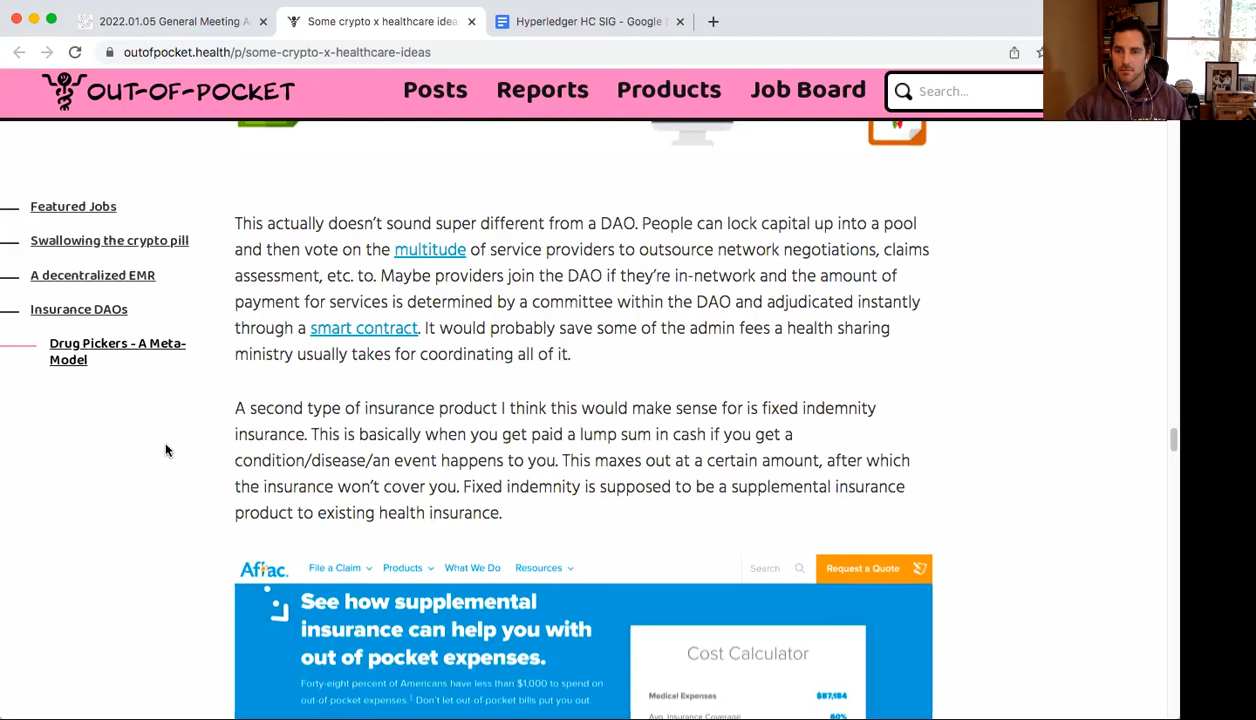 2022.01.05 General Meeting A
Some crypto x healthcare idea
Hyperledger HC SIG - Google D
outofpocket.health/p/some-crypto-x-healthcare-ideas
OUT-OF-POCKET
Posts
Reports
Products
Job Board
Search...
Featured Jobs
Swallowing the crypto pill
A decentralized EMR
Insurance DAOs
Drug Pickers - A Meta-
Model
This actually doesn't sound super different from a DAO. People can lock capital up into a pool
and then vote on the multitude of service providers to outsource network negotiations, claims
assessment, etc. to. Maybe providers join the DAO if they're in-network and the amount of
payment for services is determined by a committee within the DAO and adjudicated instantly
through a smart contract. It would probably save some of the admin fees a health sharing
ministry usually takes for coordinating all of it.
A second type of insurance product I think this would make sense for is fixed indemnity
insurance. This is basically when you get paid a lump sum in cash if you get a
condition/disease/an event happens to you. This maxes out at a certain amount, after which
the insurance won't cover you. Fixed indemnity is supposed to be a supplemental insurance
product to existing health insurance.
Aflac.
File a Claim
Products
What We Do
Resources
Search
Request a Quote
See how supplemental
insurance can help you with
out of pocket expenses.
Forty-eight percent of Americans have less than $1,000 to spend on
out-of-pocket expenses.¹ Don't let out-of-pocket bills put you out.
Cost Calculator
Medical Expenses
$87,184
Avg. Insurance Coverage
80%